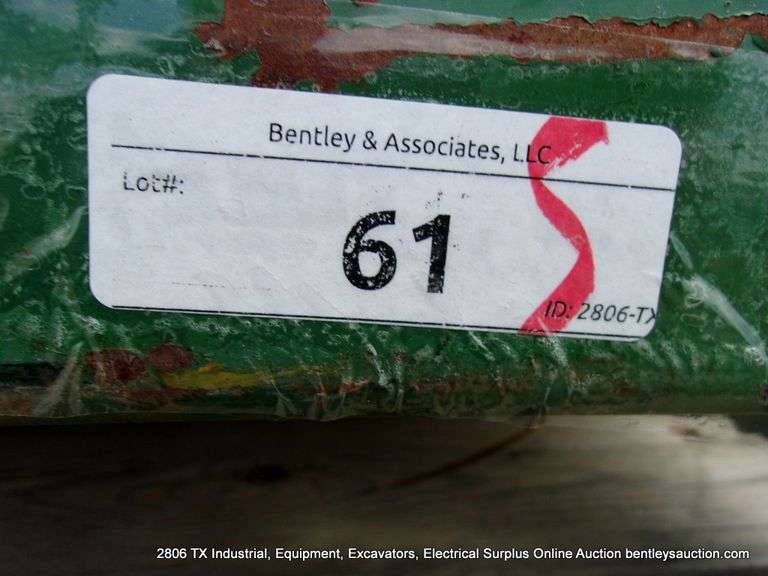 Bentley & Associates, LLC
Lot#:
61
ID: 2806-TX
2806 TX Industrial, Equipment, Excavators, Electrical Surplus Online Auction bentleysauction.com